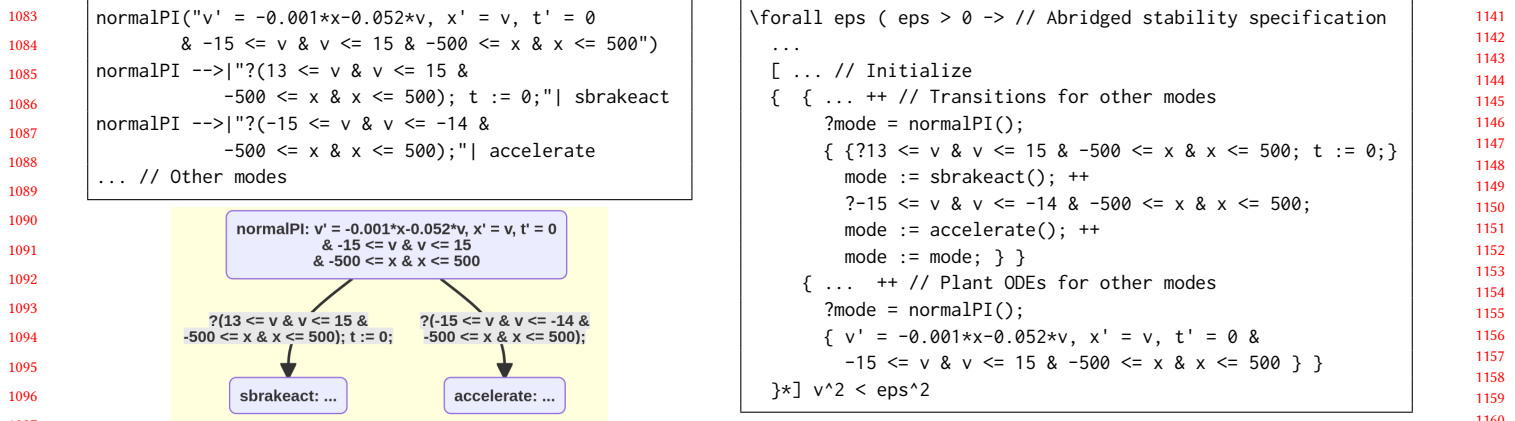 1083
1084
1085
1086
1087
1088
1089
1090
1091
1092
1093
1094
1095
1096
normalPI("v' = -0.001*x-0.052*v, x' = v, t' = 0
& -15 <= v & v <= 15 & -500 <= x & x <= 500")
normalPI -->|"?(13 <= v & v <= 15 &
-500 <= x & x <= 500); t := 0;"| sbrakeact
normalPI -->|"?(-15 <= v & v <= -14 &
-500 <= x & x <= 500);"| accelerate
... // Other modes
normalPI: v' = -0.001*x-0.052*v, x' = v, t' = 0
& -15 <= v & v <= 15
& -500 <= x & x <= 500
?(13 <= v & v <= 15 &
-500 <= x & x <= 500); t := 0;
?(-15 <= v & v <= -14 &
-500 <= x & x <= 500);
sbrakeact: ...
accelerate: ...
\forall eps ( eps > 0 -> // Abridged stability specification
...
[ ... // Initialize
{ { ... ++ // Transitions for other modes
?mode = normalPI();
{ {?13 <= v & v <= 15 & -500 <= x & x <= 500; t := 0;}
mode := sbrakeact(); ++
?-15 <= v & v <= -14 & -500 <= x & x <= 500;
mode := accelerate(); ++
mode := mode; } }
{ ... ++ // Plant ODEs for other modes
?mode = normalPI();
{ v' = -0.001*x-0.052*v, x' = v, t' = 0 &
-15 <= v & v <= 15 & -500 <= x & x <= 500 } }
}*] v^2 < eps^2
1141
1142
1143
1144
1145
1146
1147
1148
1149
1150
1151
1152
1153
1154
1155
1156
1157
1158
1159